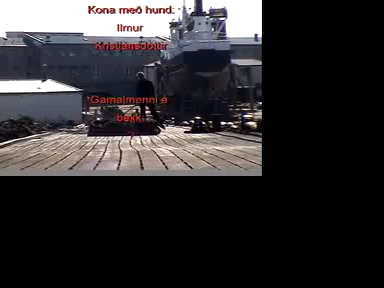 Kona með hund:
Ilmur
Kristjánsdóttir
Gamalmenni á
bekk: